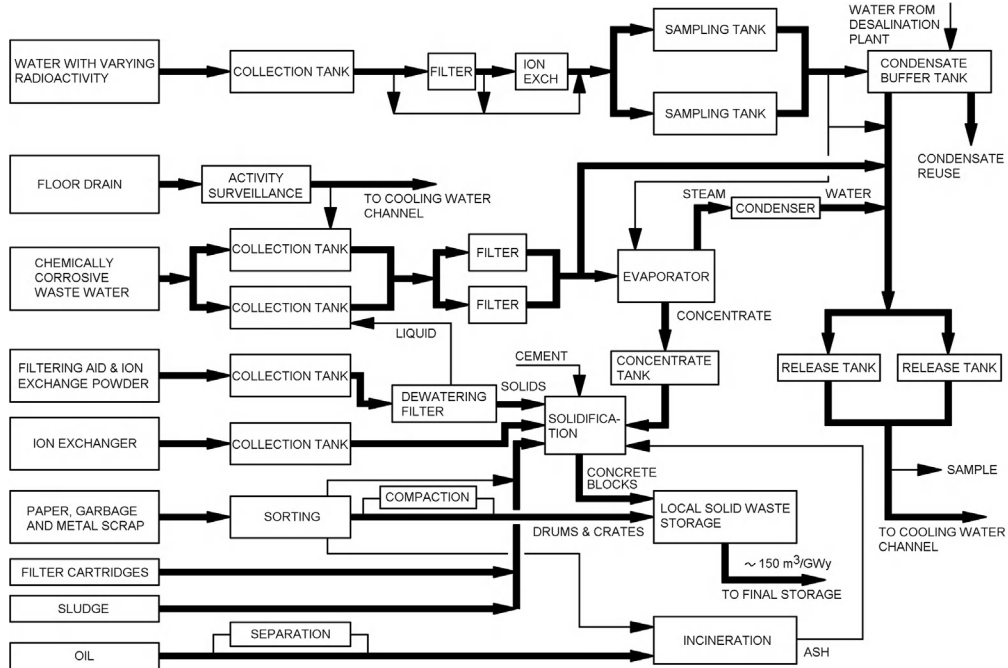 WATER FROM
DESALINATION
PLANT
WATER WITH VARYING
RADIOACTIVITY
COLLECTION TANK
FILTER
ION
EXCH
SAMPLING TANK
SAMPLING TANK
CONDENSATE
BUFFER TANK
CONDENSATE
REUSE
FLOOR DRAIN
ACTIVITY
SURVEILLANCE
TO COOLING WATER
CHANNEL
STEAM
CONDENSER
WATER
CHEMICALLY
CORROSIVE
WASTE WATER
COLLECTION TANK
COLLECTION TANK
FILTER
FILTER
EVAPORATOR
LIQUID
CONCENTRATE
CONCENTRATE
TANK
RELEASE TANK
RELEASE TANK
FILTERING AID & ION
EXCHANGE POWDER
COLLECTION TANK
DEWATERING
FILTER
SOLIDS
CEMENT
SOLIDIFICA-
TION
ION EXCHANGER
COLLECTION TANK
CONCRETE
BLOCKS
SAMPLE
PAPER, GARBAGE
AND METAL SCRAP
SORTING
COMPACTION
DRUMS & CRATES
LOCAL SOLID WASTE
STORAGE
TO COOLING WATER
CHANNEL
~ 150 m³/GWy
TO FINAL STORAGE
FILTER CARTRIDGES
SLUDGE
OIL
SEPARATION
INCINERATION
ASH